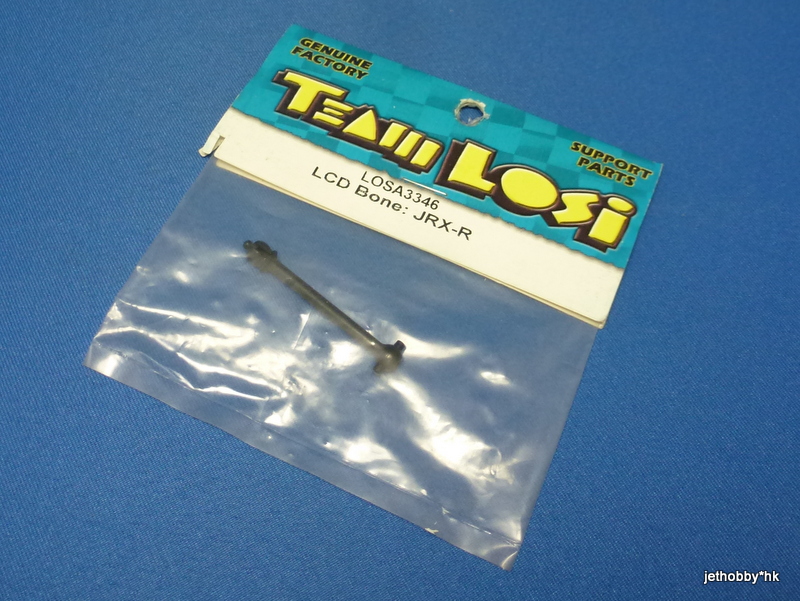 GENUINE
FACTORY
TEAM LOSi
SUPPORT
PARTS
LOSA3346
LCD Bone: JRX-R
jethobby*hk